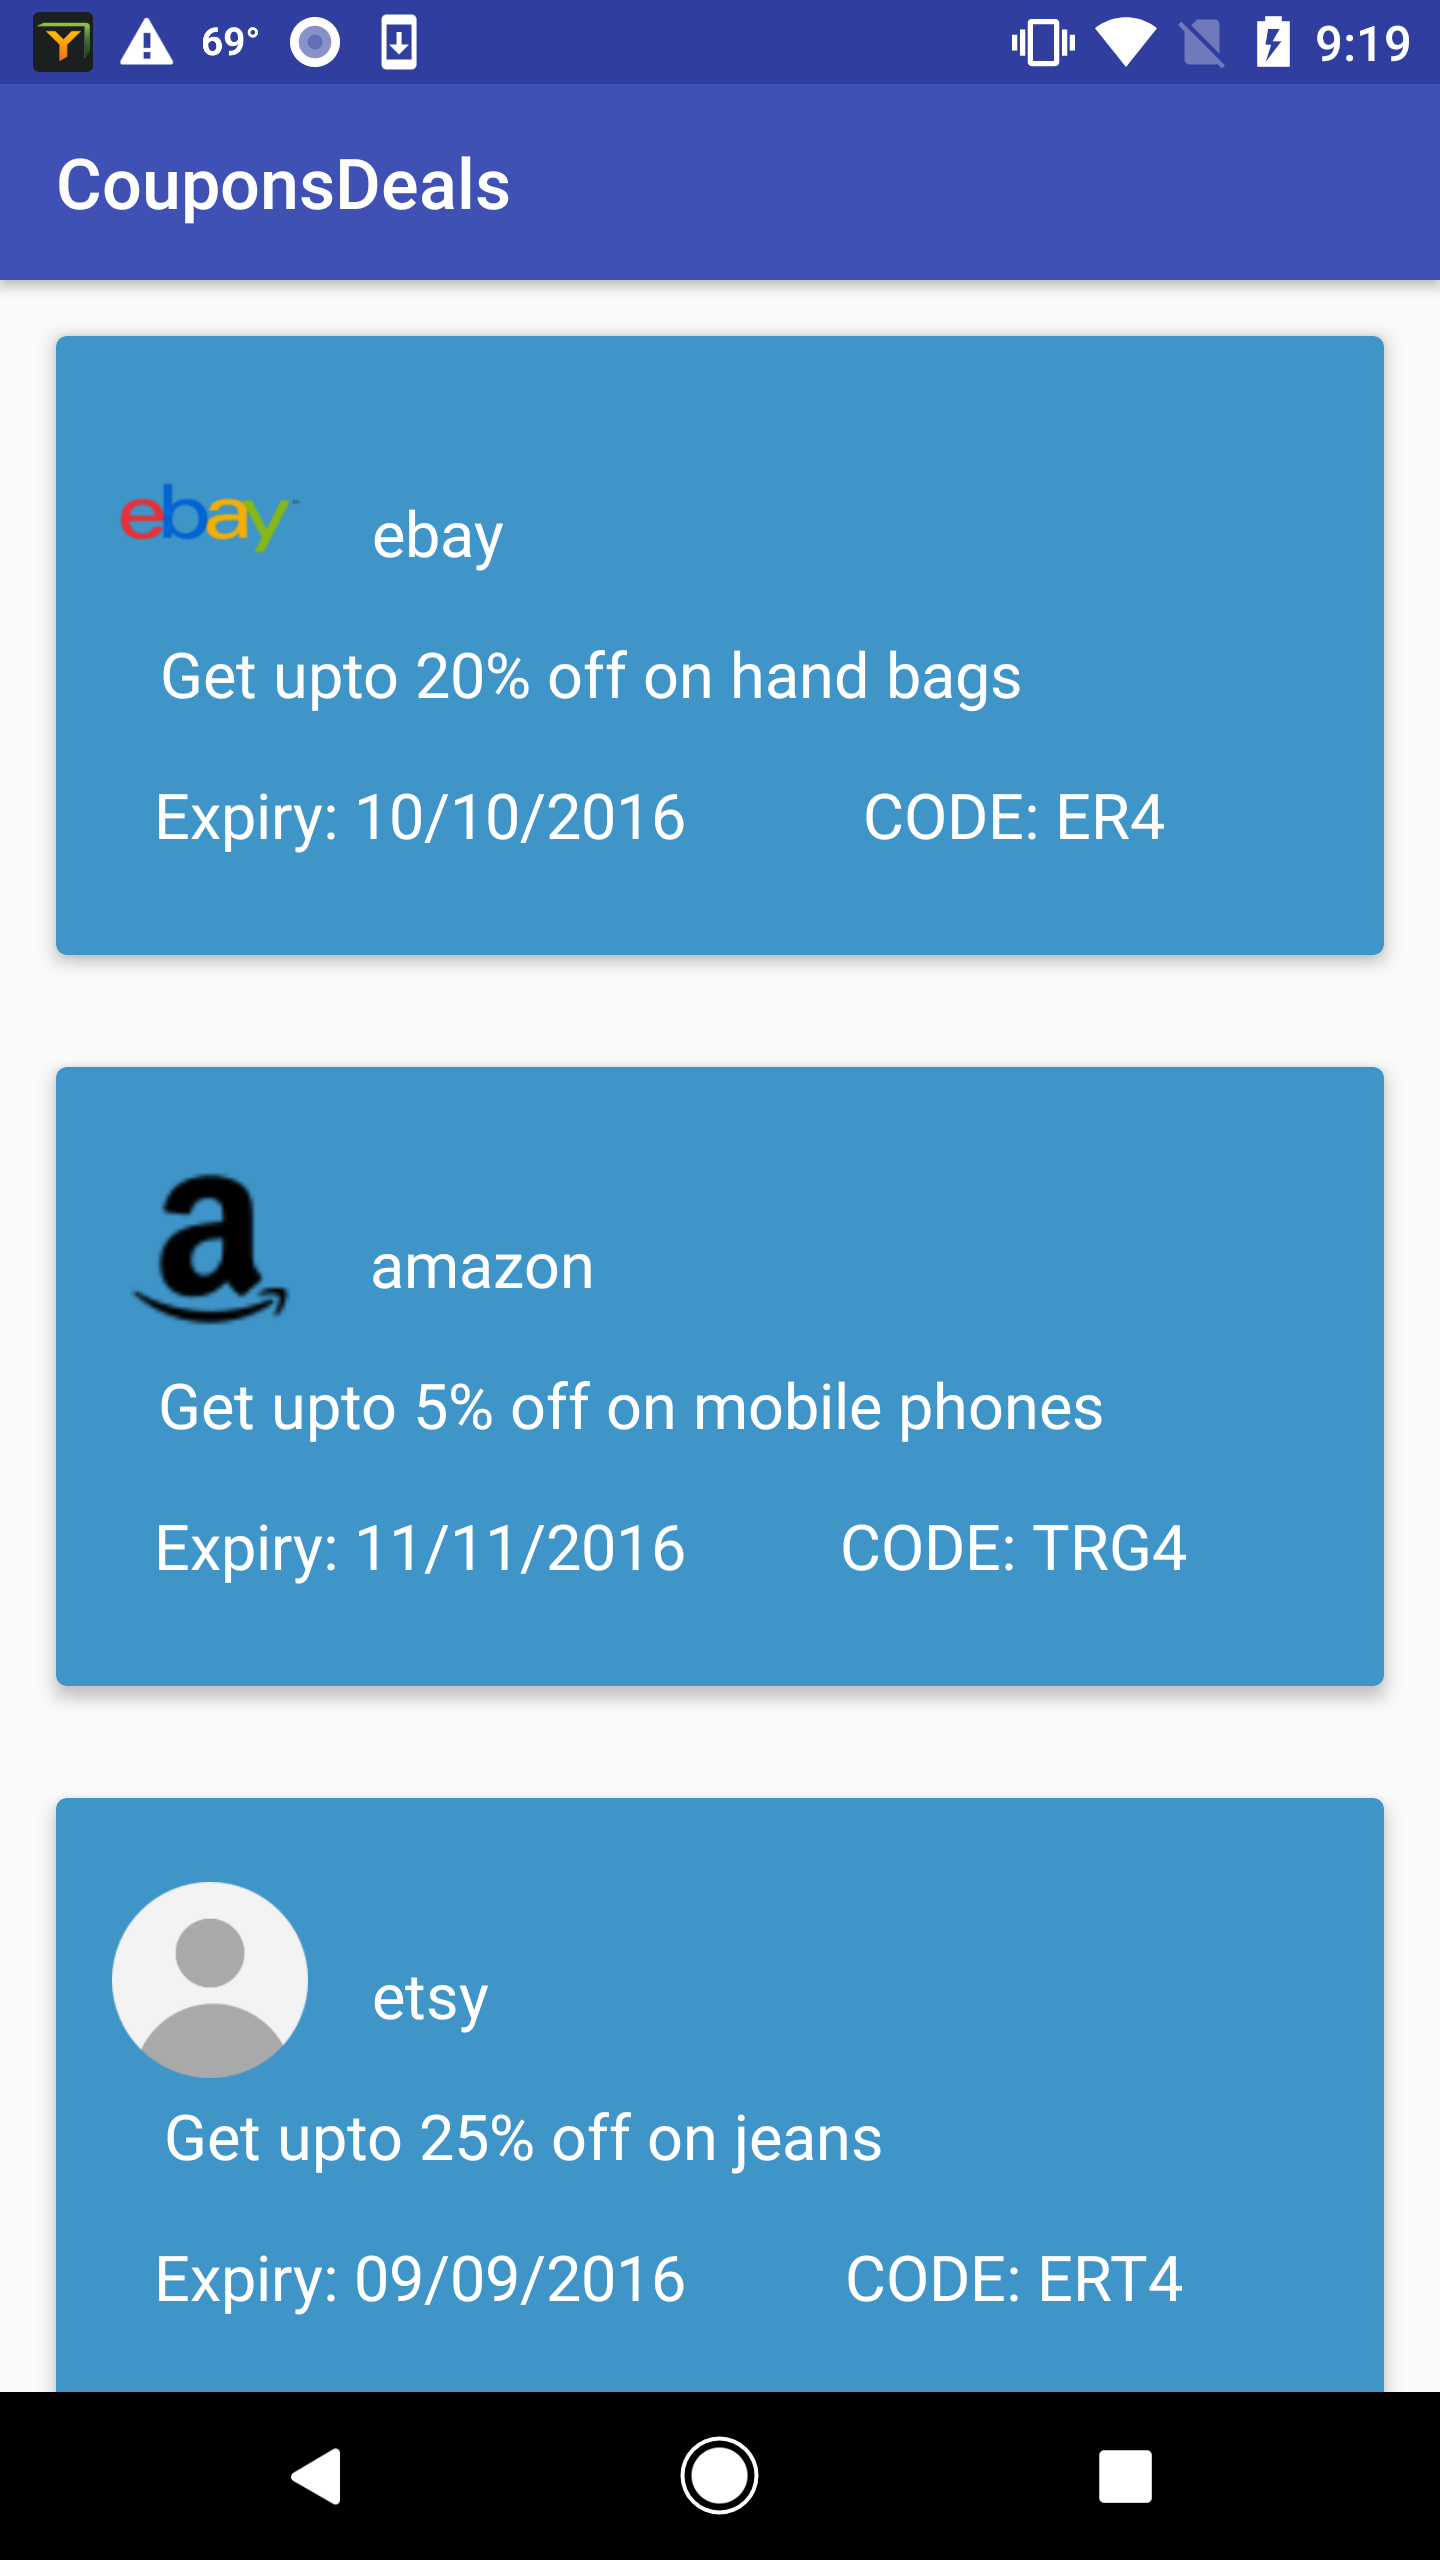 69° 9:19
CouponsDeals
ebay ebay
Get upto 20% off on hand bags
Expiry: 10/10/2016 CODE: ER4
a amazon
Get upto 5% off on mobile phones
Expiry: 11/11/2016 CODE: TRG4
etsy
Get upto 25% off on jeans
Expiry: 09/09/2016 CODE: ERT4